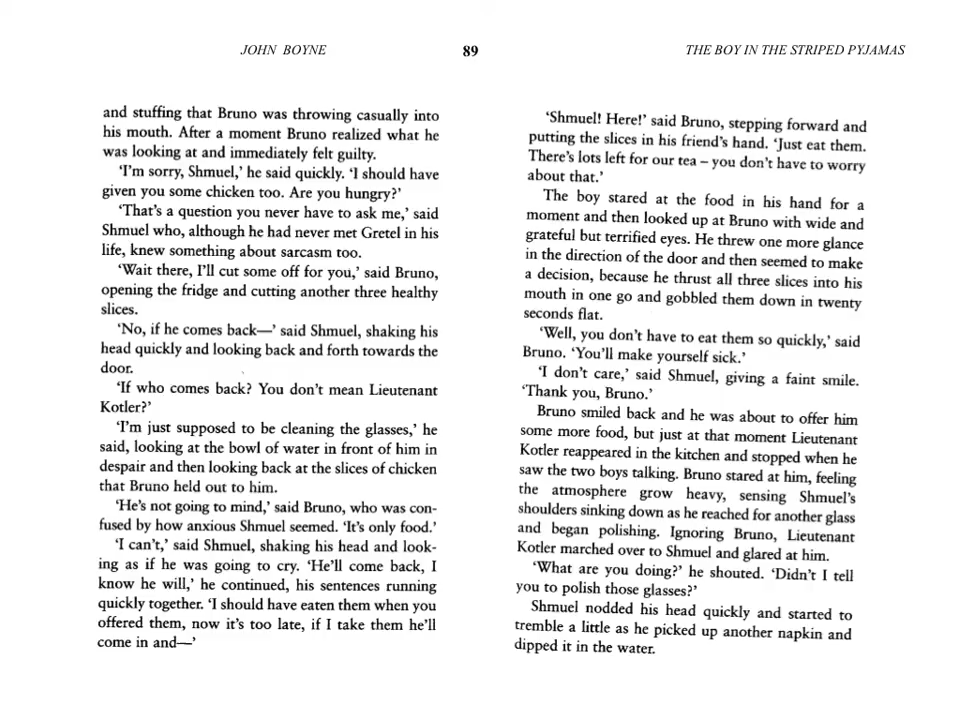 JOHN BOYNE
89
THE BOY IN THE STRIPED PYJAMAS
and stuffing that Bruno was throwing casually into
his mouth. After a moment Bruno realized what he
was looking at and immediately felt guilty.
‘I’m sorry, Shmuel,’ he said quickly. ‘I should have
given you some chicken too. Are you hungry?’
‘That’s a question you never have to ask me,’ said
Shmuel who, although he had never met Gretel in his
life, knew something about sarcasm too.
‘Wait there, I’ll cut some off for you,’ said Bruno,
opening the fridge and cutting another three healthy
slices.
‘No, if he comes back—’ said Shmuel, shaking his
head quickly and looking back and forth towards the
door.
‘If who comes back? You don’t mean Lieutenant
Kotler?’
‘I’m just supposed to be cleaning the glasses,’ he
said, looking at the bowl of water in front of him in
despair and then looking back at the slices of chicken
that Bruno held out to him.
‘He’s not going to mind,’ said Bruno, who was con-
fused by how anxious Shmuel seemed. ‘It’s only food.’
‘I can’t,’ said Shmuel, shaking his head and look-
ing as if he was going to cry. ‘He’ll come back, I
know he will,’ he continued, his sentences running
quickly together. ‘I should have eaten them when you
offered them, now it’s too late, if I take them he’ll
come in and—’
‘Shmuel! Here!’ said Bruno, stepping forward and
putting the slices in his friend’s hand. ‘Just eat them.
There’s lots left for our tea – you don’t have to worry
about that.’
The boy stared at the food in his hand for a
moment and then looked up at Bruno with wide and
grateful but terrified eyes. He threw one more glance
in the direction of the door and then seemed to make
a decision, because he thrust all three slices into his
mouth in one go and gobbled them down in twenty
seconds flat.
‘Well, you don’t have to eat them so quickly,’ said
Bruno. ‘You’ll make yourself sick.’
‘I don’t care,’ said Shmuel, giving a faint smile.
‘Thank you, Bruno.’
Bruno smiled back and he was about to offer him
some more food, but just at that moment Lieutenant
Kotler reappeared in the kitchen and stopped when he
saw the two boys talking. Bruno stared at him, feeling
the atmosphere grow heavy, sensing Shmuel’s
shoulders sinking down as he reached for another glass
and began polishing. Ignoring Bruno, Lieutenant
Kotler marched over to Shmuel and glared at him.
‘What are you doing?’ he shouted. ‘Didn’t I tell
you to polish those glasses?’
Shmuel nodded his head quickly and started to
tremble a little as he picked up another napkin and
dipped it in the water.